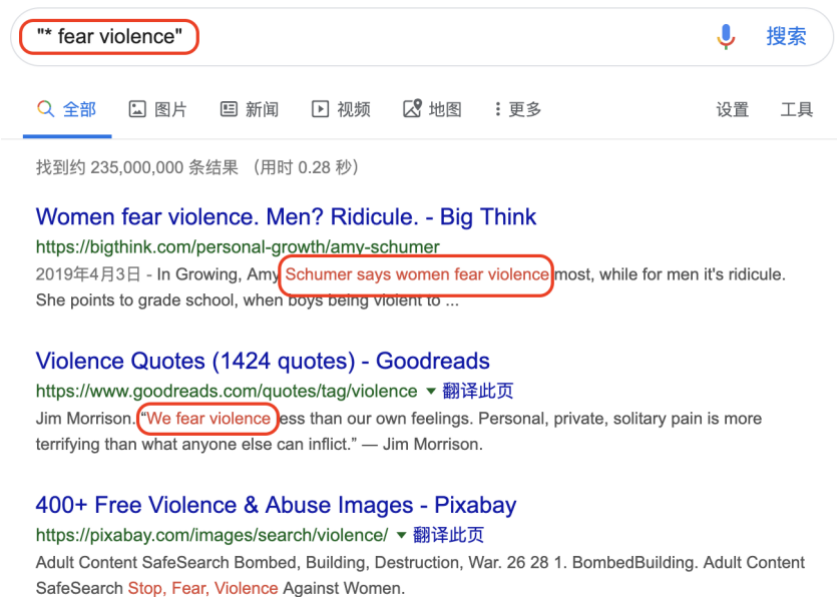 "* fear violence"
搜索
全部 图片 新闻 视频 地图 更多 设置 工具
找到约 235,000,000 条结果 （用时 0.28 秒）
Women fear violence. Men? Ridicule. - Big Think
https://bigthink.com/personal-growth/amy-schumer
2019年4月3日 - In Growing, Amy Schumer says women fear violence most, while for men it's ridicule.
She points to grade school, when boys being violent to ...
Violence Quotes (1424 quotes) - Goodreads
https://www.goodreads.com/quotes/tag/violence 翻译此页
Jim Morrison. “We fear violence ess than our own feelings. Personal, private, solitary pain is more
terrifying than what anyone else can inflict.” — Jim Morrison.
400+ Free Violence & Abuse Images - Pixabay
https://pixabay.com/images/search/violence/ 翻译此页
Adult Content SafeSearch Bombed, Building, Destruction, War. 26 28 1. BombedBuilding. Adult Content
SafeSearch Stop, Fear, Violence Against Women.